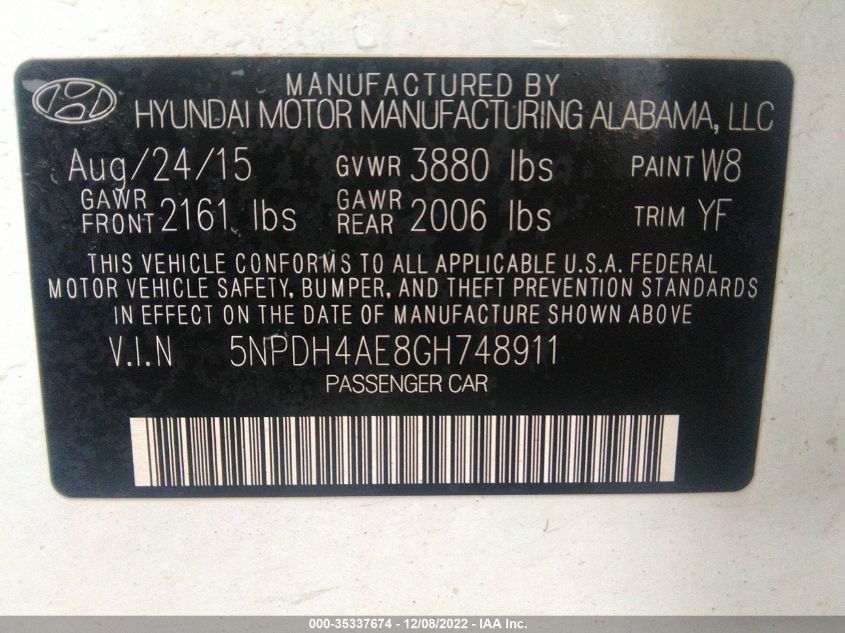 MANUFACTURED BY
HYUNDAI MOTOR MANUFACTURING ALABAMA, LLC
Aug/24/15 GVWR 3880 lbs PAINT W8
GAWR FRONT 2161 lbs GAWR REAR 2006 lbs TRIM YF
THIS VEHICLE CONFORMS TO ALL APPLICABLE U.S.A. FEDERAL
MOTOR VEHICLE SAFETY, BUMPER, AND THEFT PREVENTION STANDARDS
IN EFFECT ON THE DATE OF MANUFACTURE SHOWN ABOVE
V.I.N 5NPDH4AE8GH748911
PASSENGER CAR
000-35337674 - 12/08/2022 - IAA Inc.